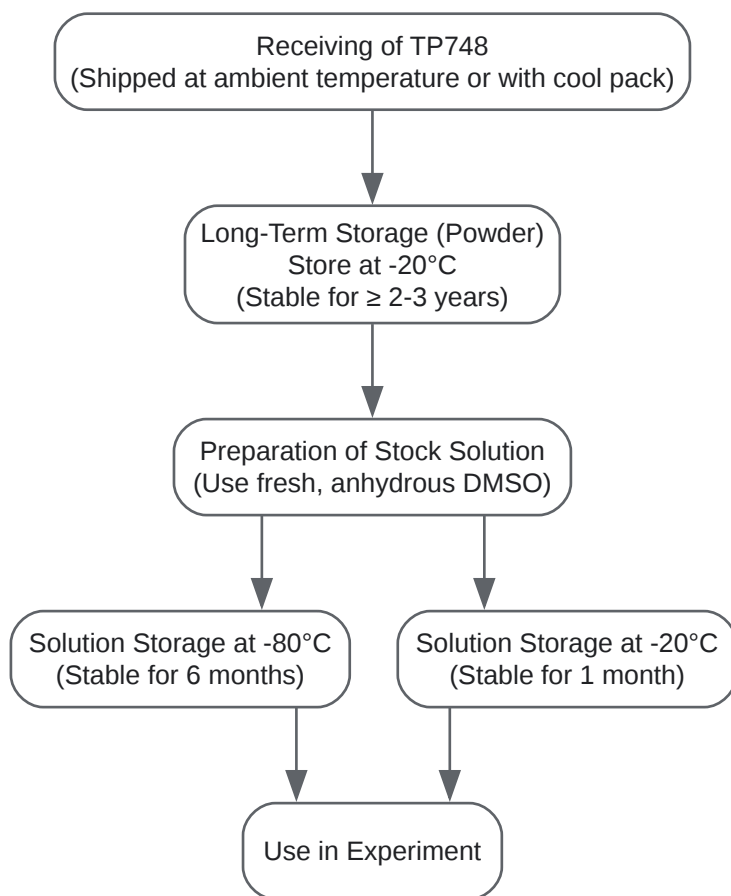 Receiving of TP748
(Shipped at ambient temperature or with cool pack)
Long-Term Storage (Powder)
Store at -20°C
(Stable for ≥ 2-3 years)
Preparation of Stock Solution
(Use fresh, anhydrous DMSO)
Solution Storage at -80°C
(Stable for 6 months)
Solution Storage at -20°C
(Stable for 1 month)
Use in Experiment